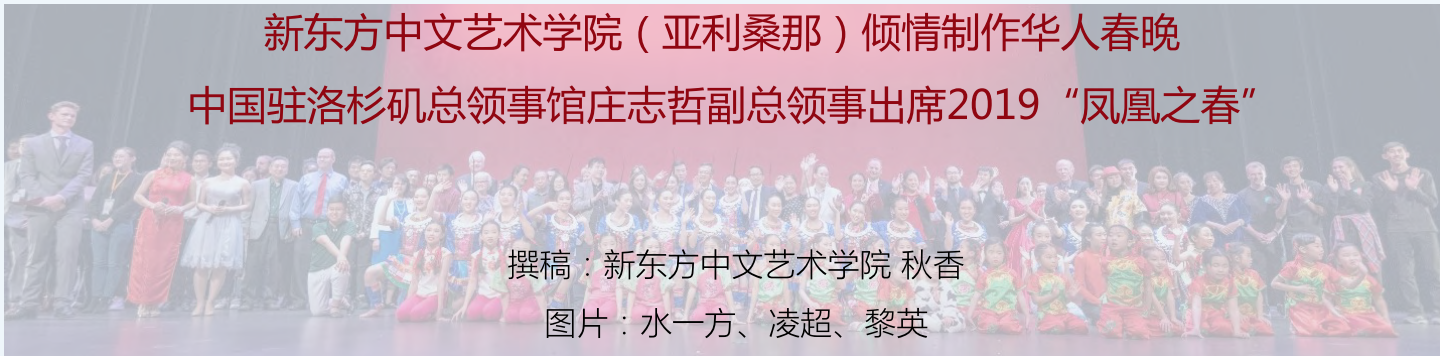 新东方中文艺术学院（亚利桑那）倾情制作华人春晚
中国驻洛杉矶总领事馆庄志哲副总领事出席2019“凤凰之春”
撰稿：新东方中文艺术学院 秋香
图片：水一方、凌超、黎英